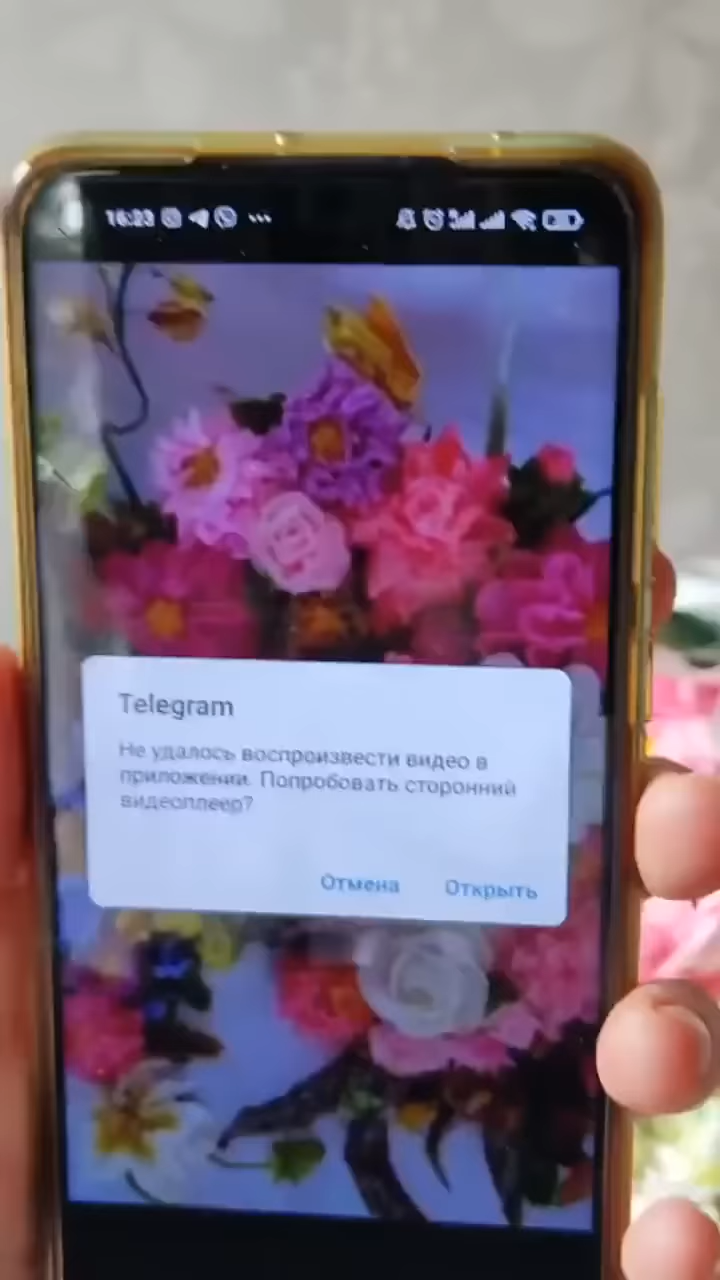 16:23
Telegram
Не удалось воспроизвести видео в
приложении. Попробовать сторонний
видеоплеер?
Отмена Открыть